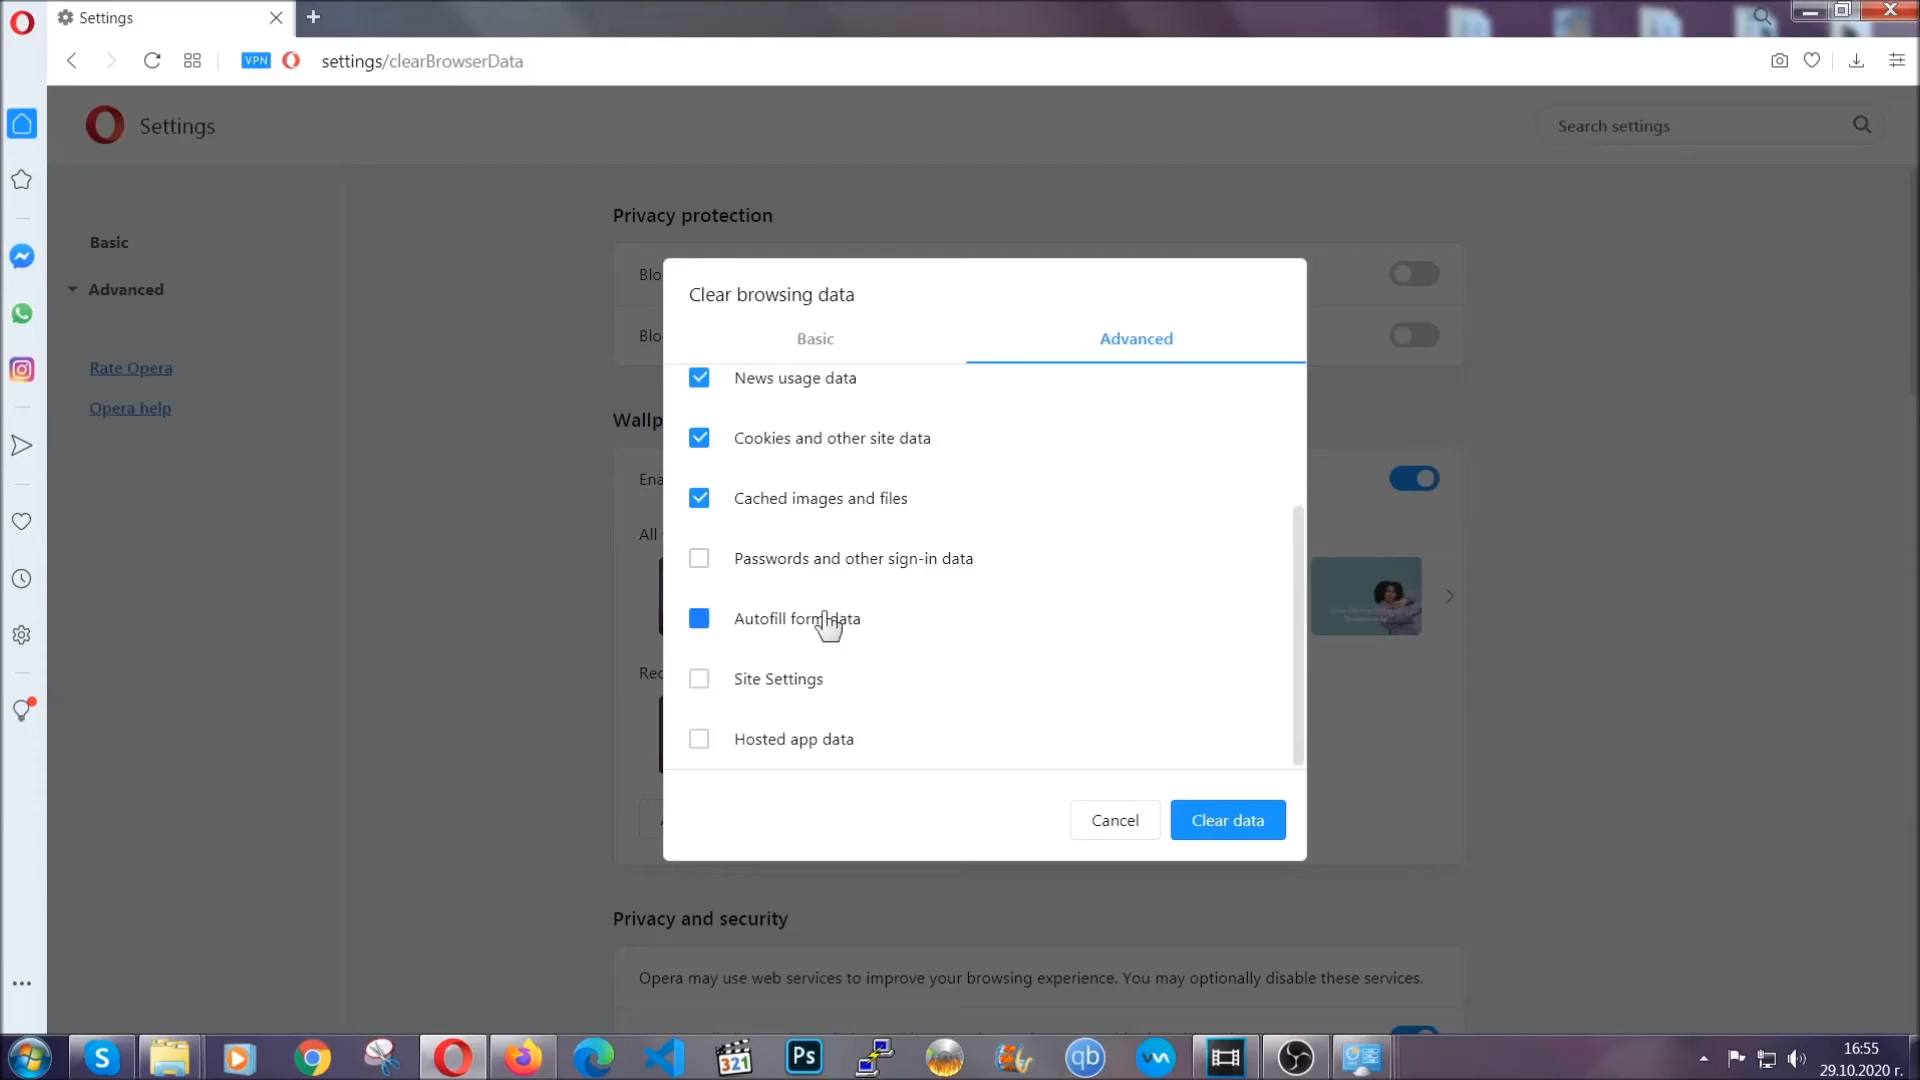 Settings
VPN
settings/clearBrowserData
Settings
Search settings
Basic
Advanced
Rate Opera
Opera help
Privacy protection
Blo
Blo
Wallp
Ena
All
Rec
Clear browsing data
Basic
Advanced
News usage data
Cookies and other site data
Cached images and files
Passwords and other sign-in data
Autofill form data
Site Settings
Hosted app data
Cancel
Clear data
Privacy and security
Opera may use web services to improve your browsing experience. You may optionally disable these services.
S
321
Ps
qb
16:55
29.10.2020 г.